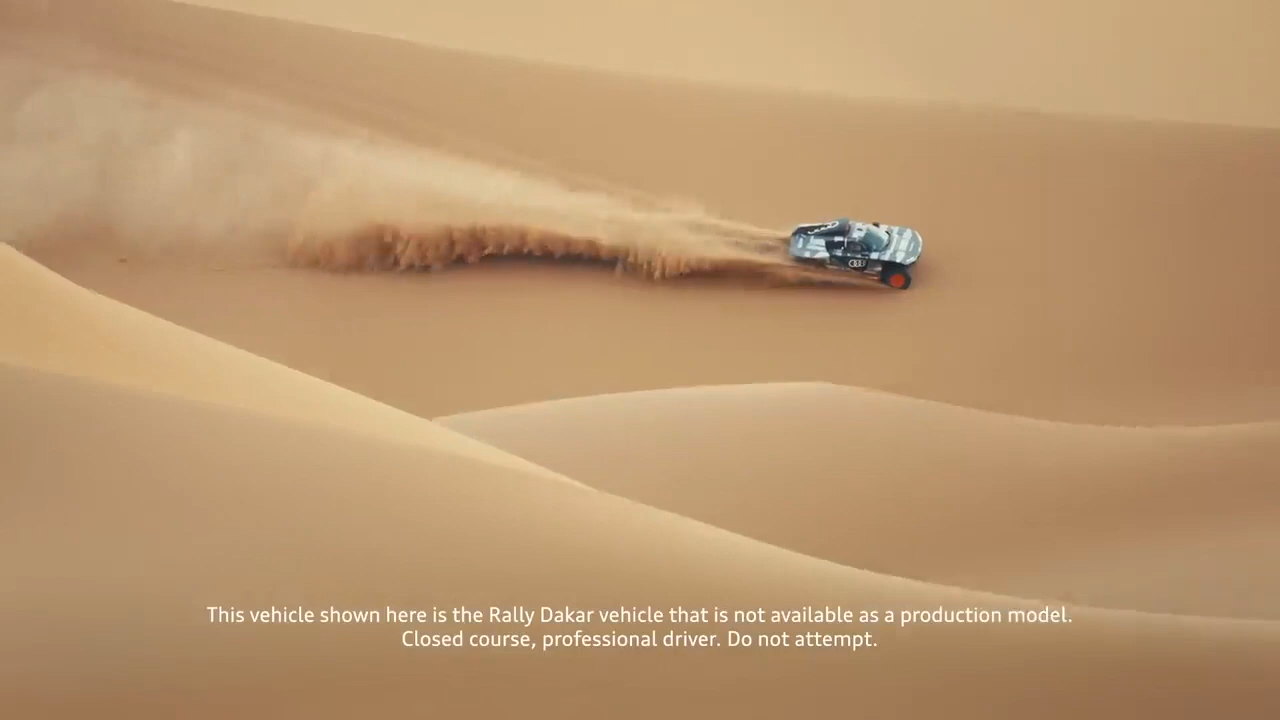 This vehicle shown here is the Rally Dakar vehicle that is not available as a production model.
Closed course, professional driver. Do not attempt.